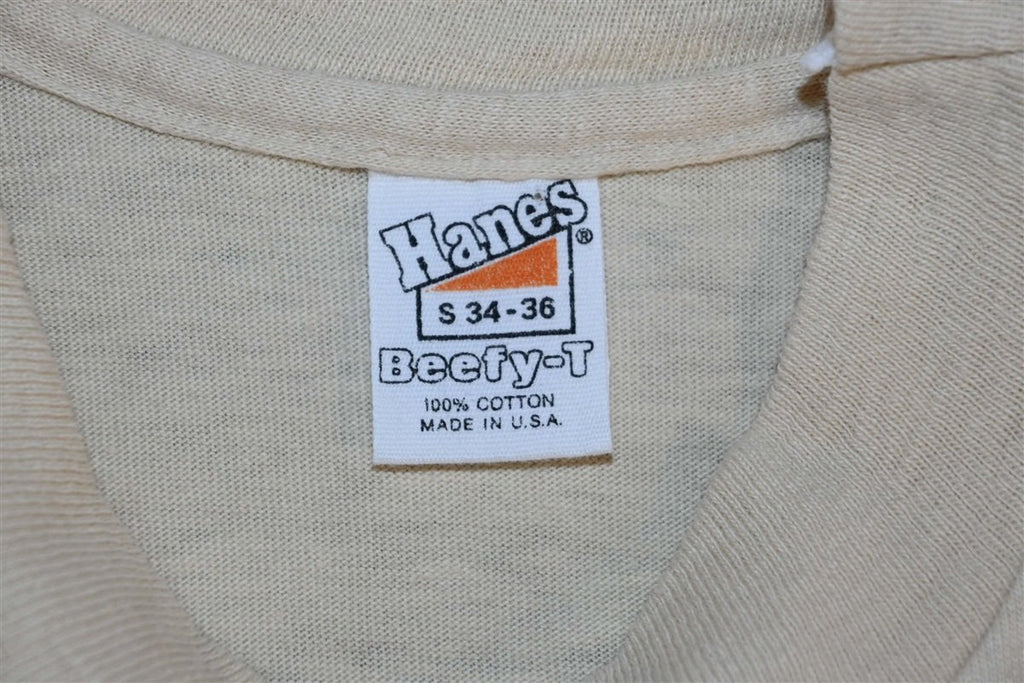 Hanes®
S 34-36
Beefy-T
100% COTTON
MADE IN U.S.A.